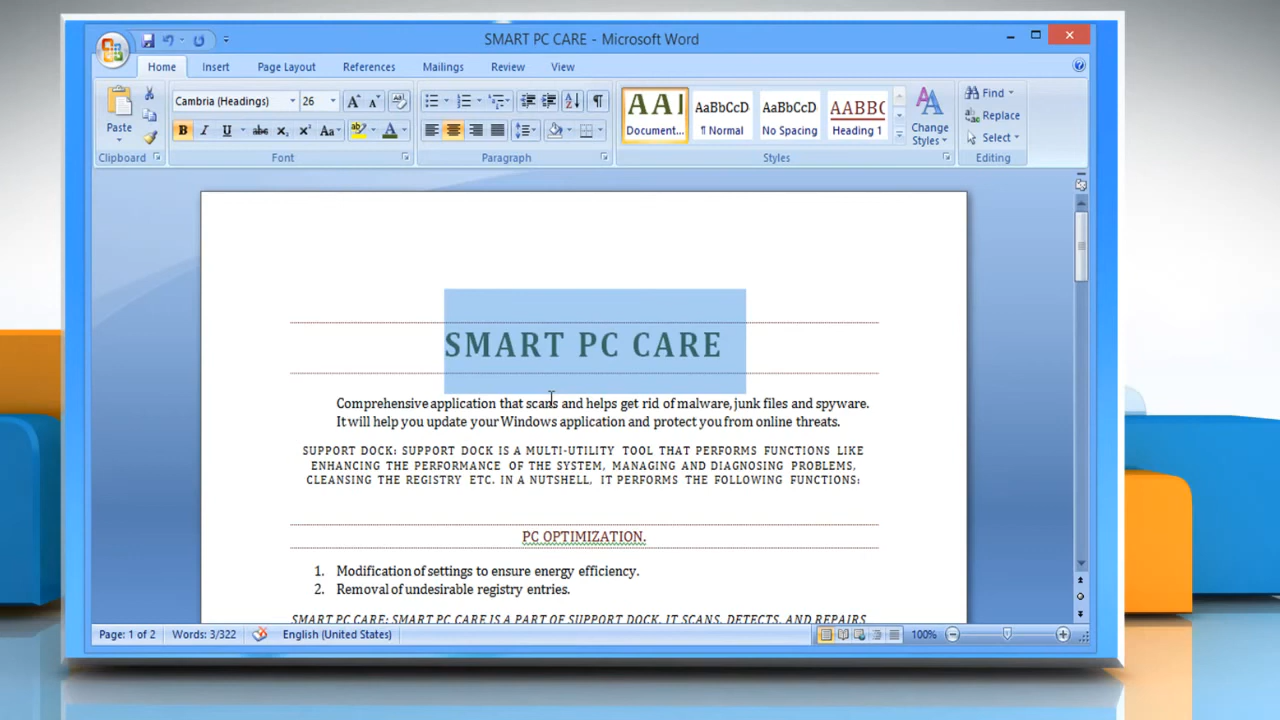 SMART PC CARE - Microsoft Word
Home Insert Page Layout References Mailings Review View
Cambria (Headings) 26
AAI AaBbCcD AaBbCcD AABBC
Paste
B I U abc X₂ X² Aa A
Document... ¶ Normal No Spacing Heading 1
Change Styles
Find
Replace
Select
Clipboard Font Paragraph Styles Editing
SMART PC CARE
Comprehensive application that scans and helps get rid of malware, junk files and spyware.
It will help you update your Windows application and protect you from online threats.
SUPPORT DOCK: SUPPORT DOCK IS A MULTI-UTILITY TOOL THAT PERFORMS FUNCTIONS LIKE
ENHANCING THE PERFORMANCE OF THE SYSTEM, MANAGING AND DIAGNOSING PROBLEMS,
CLEANSING THE REGISTRY ETC. IN A NUTSHELL, IT PERFORMS THE FOLLOWING FUNCTIONS:
PC OPTIMIZATION.
1. Modification of settings to ensure energy efficiency.
2. Removal of undesirable registry entries.
SMART PC CARE: SMART PC CARE IS A PART OF SUPPORT DOCK. IT SCANS, DETECTS, AND REPAIRS
Page: 1 of 2 Words: 3/322 English (United States) 100%